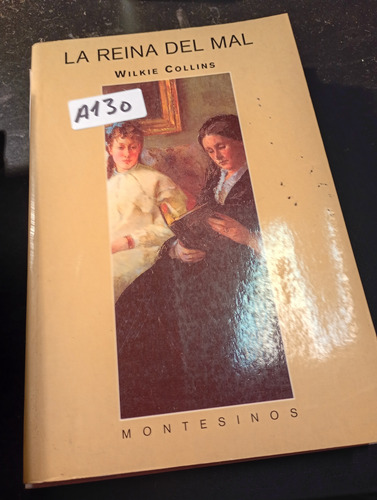 LA REINA DEL MAL
WILKIE COLLINS
A130
MONTESINOS